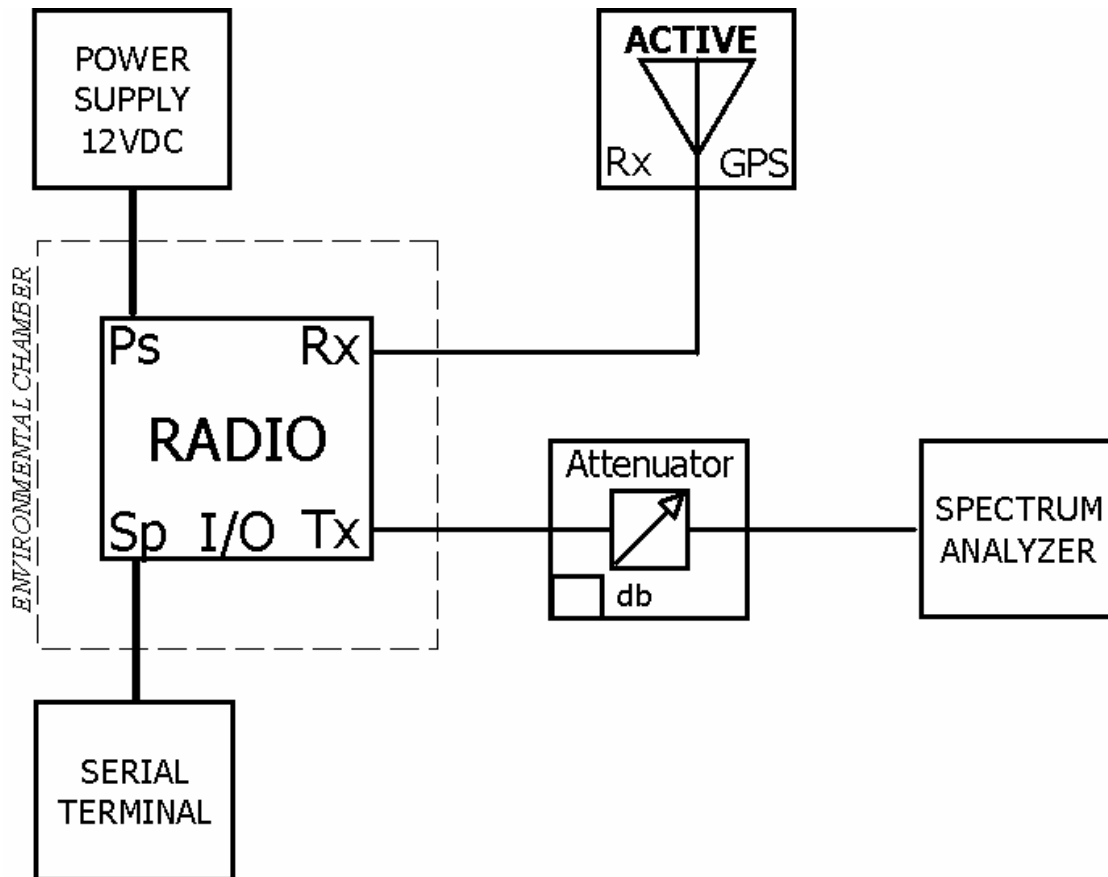 POWER
SUPPLY
12VDC
ACTIVE
Rx GPS
ENVIRONMENTAL CHAMBER
Ps Rx
RADIO
Sp I/O Tx
Attenuator
db
SPECTRUM
ANALYZER
SERIAL
TERMINAL